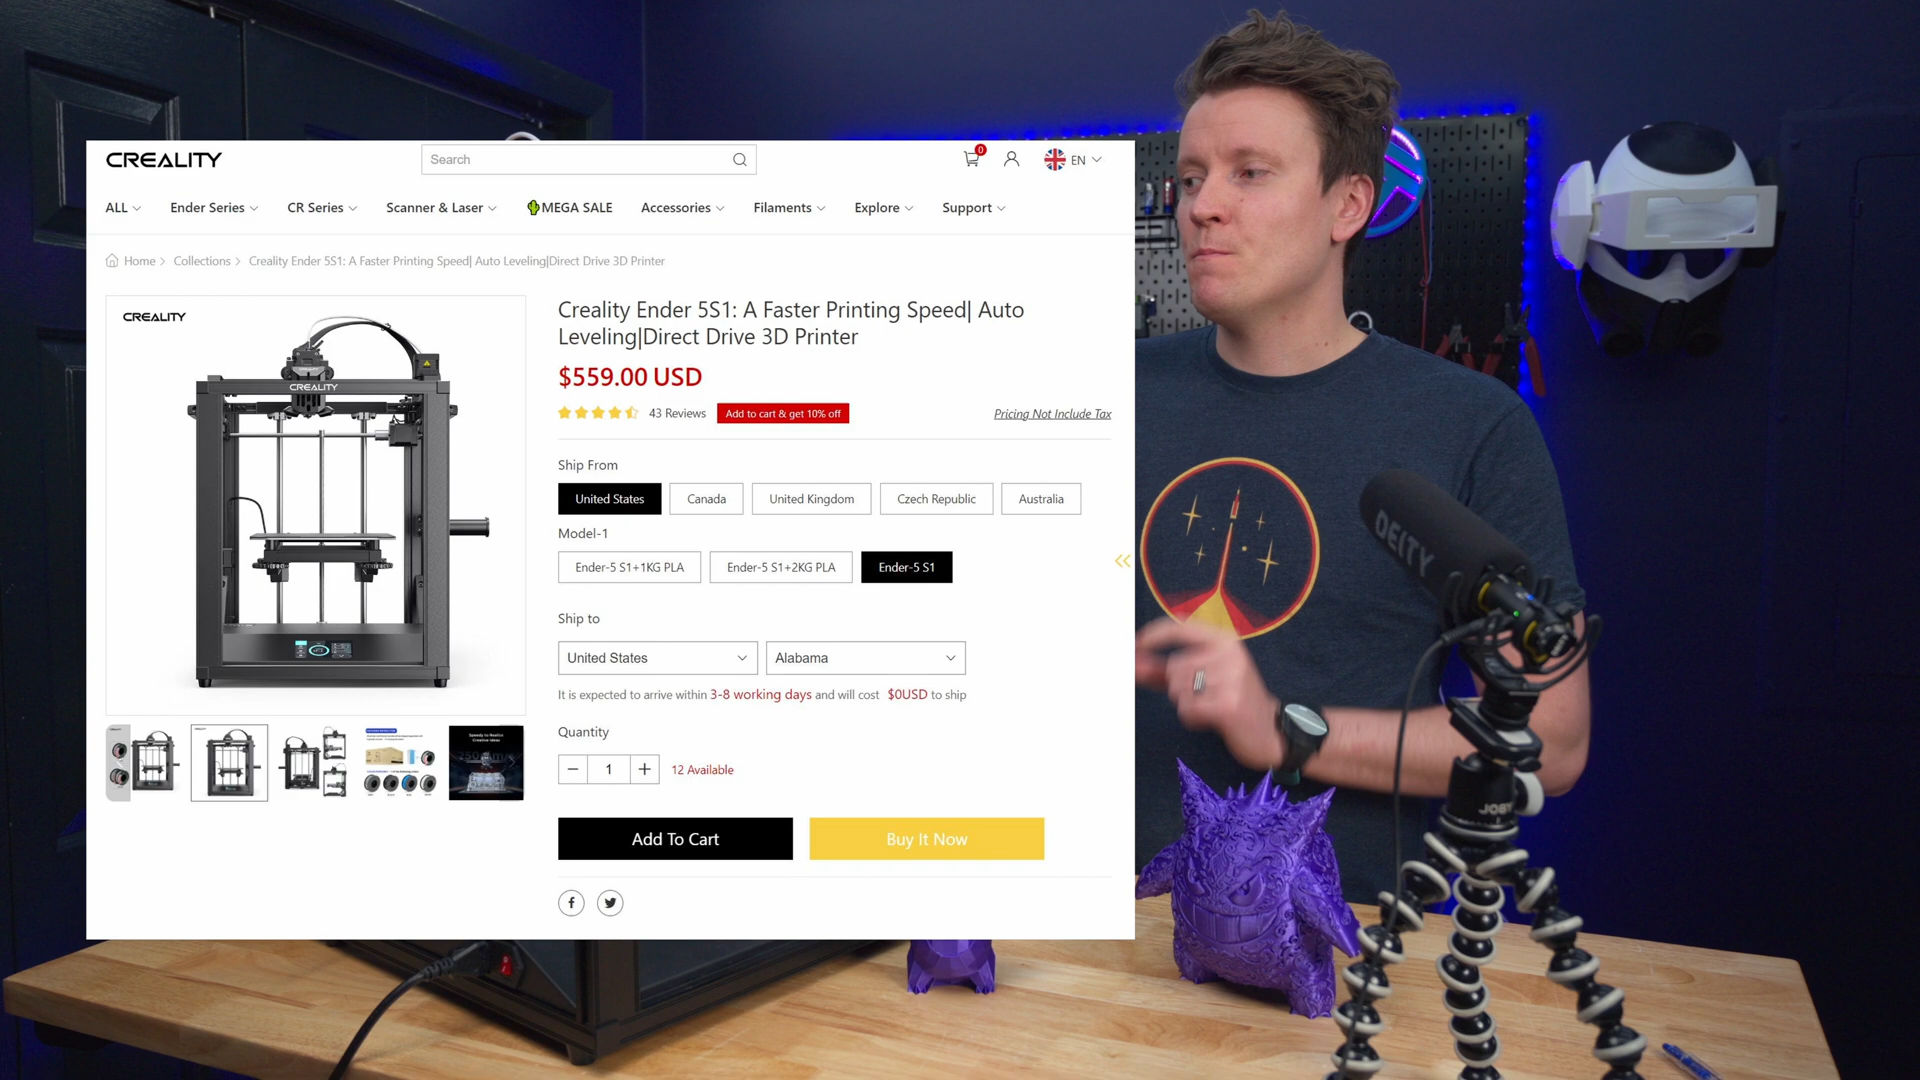 CREALITY
Search
0
EN
ALL
Ender Series
CR Series
Scanner & Laser
MEGA SALE
Accessories
Filaments
Explore
Support
Home > Collections > Creality Ender 5S1: A Faster Printing Speed| Auto Leveling|Direct Drive 3D Printer
CREALITY
CREALITY
Creality Ender 5S1: A Faster Printing Speed| Auto
Leveling|Direct Drive 3D Printer
$559.00 USD
43 Reviews
Add to cart & get 10% off
Pricing Not Include Tax
Ship From
United States
Canada
United Kingdom
Czech Republic
Australia
Model-1
Ender-5 S1+1KG PLA
Ender-5 S1+2KG PLA
Ender-5 S1
Ship to
United States
Alabama
It is expected to arrive within 3-8 working days and will cost $0USD to ship
Quantity
− 1 +
12 Available
Speedy to Realize
Creative Ideas
Add To Cart
Buy It Now
DEITY
JOBY